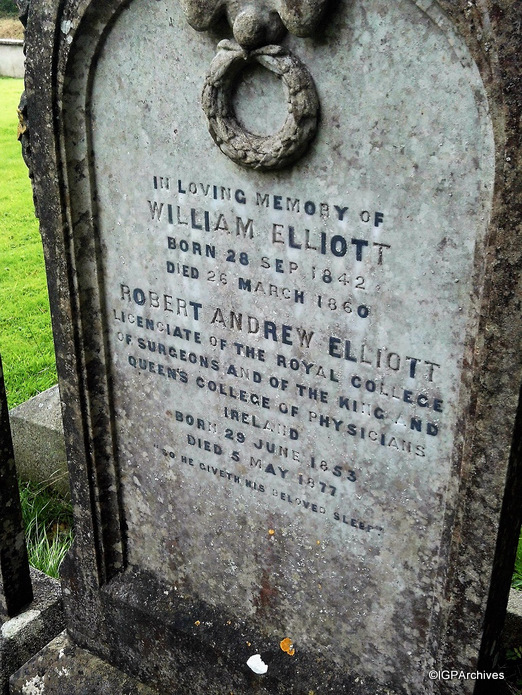 IN LOVING MEMORY OF
WILLIAM ELLIOTT
BORN 28 SEP. 1842
DIED 26 MARCH 1860
ROBERT ANDREW ELLIOTT
LICENCIATE OF THE ROYAL COLLEGE
OF SURGEONS AND OF THE KING AND
QUEEN'S COLLEGE OF PHYSICIANS
IRELAND
BORN 29 JUNE 1853
DIED 5 MAY 1877
"SO HE GIVETH HIS BELOVED SLEEP"
©IGPArchives